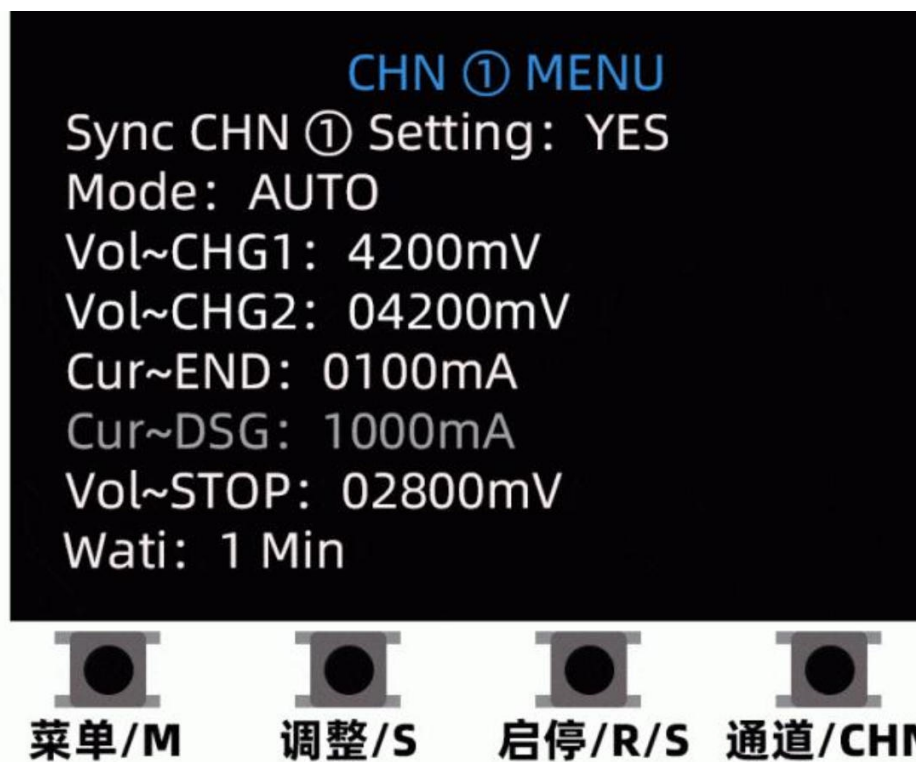 CHN ① MENU
Sync CHN ① Setting: YES
Mode: AUTO
Vol~CHG1: 4200mV
Vol~CHG2: 04200mV
Cur~END: 0100mA
Cur~DSG: 1000mA
Vol~STOP: 02800mV
Wati: 1 Min
菜单/M 调整/S 启停/R/S 通道/CHN